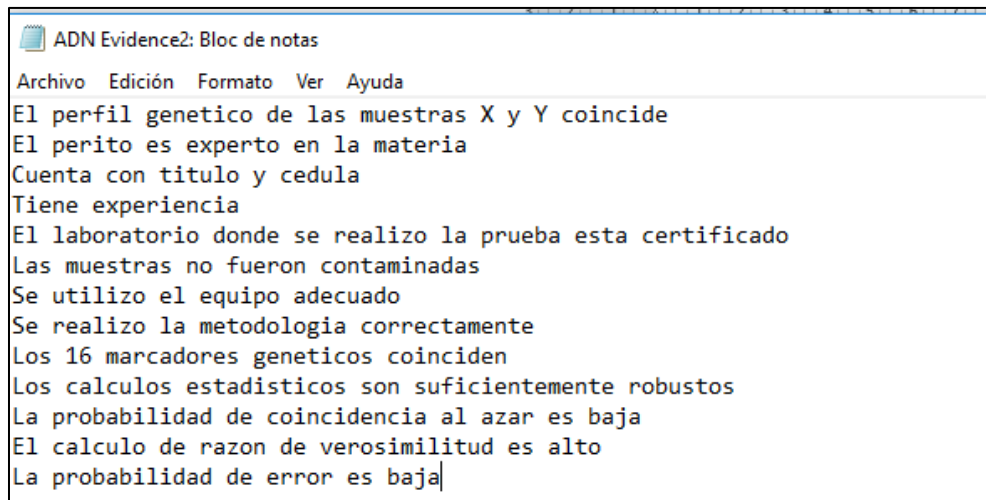 ADN Evidence2: Bloc de notas
Archivo Edición Formato Ver Ayuda
El perfil genetico de las muestras X y Y coincide
El perito es experto en la materia
Cuenta con titulo y cedula
Tiene experiencia
El laboratorio donde se realizo la prueba esta certificado
Las muestras no fueron contaminadas
Se utilizo el equipo adecuado
Se realizo la metodologia correctamente
Los 16 marcadores geneticos coinciden
Los calculos estadisticos son suficientemente robustos
La probabilidad de coincidencia al azar es baja
El calculo de razon de verosimilitud es alto
La probabilidad de error es baja